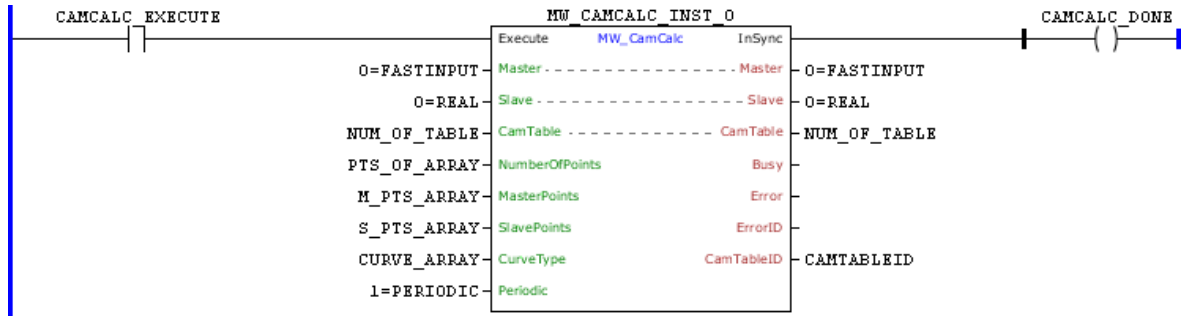 CAMCALC_EXECUTE MW_CAMCALC_INST_0 CAMCALC_DONE
Execute MW_CamCalc InSync
0=FASTINPUT Master Master 0=FASTINPUT
0=REAL Slave Slave 0=REAL
NUM_OF_TABLE CamTable CamTable NUM_OF_TABLE
PTS_OF_ARRAY NumberOfPoints Busy
M_PTS_ARRAY MasterPoints Error
S_PTS_ARRAY SlavePoints ErrorID
CURVE_ARRAY CurveType CamTableID CAMTABLEID
1=PERIODIC Periodic